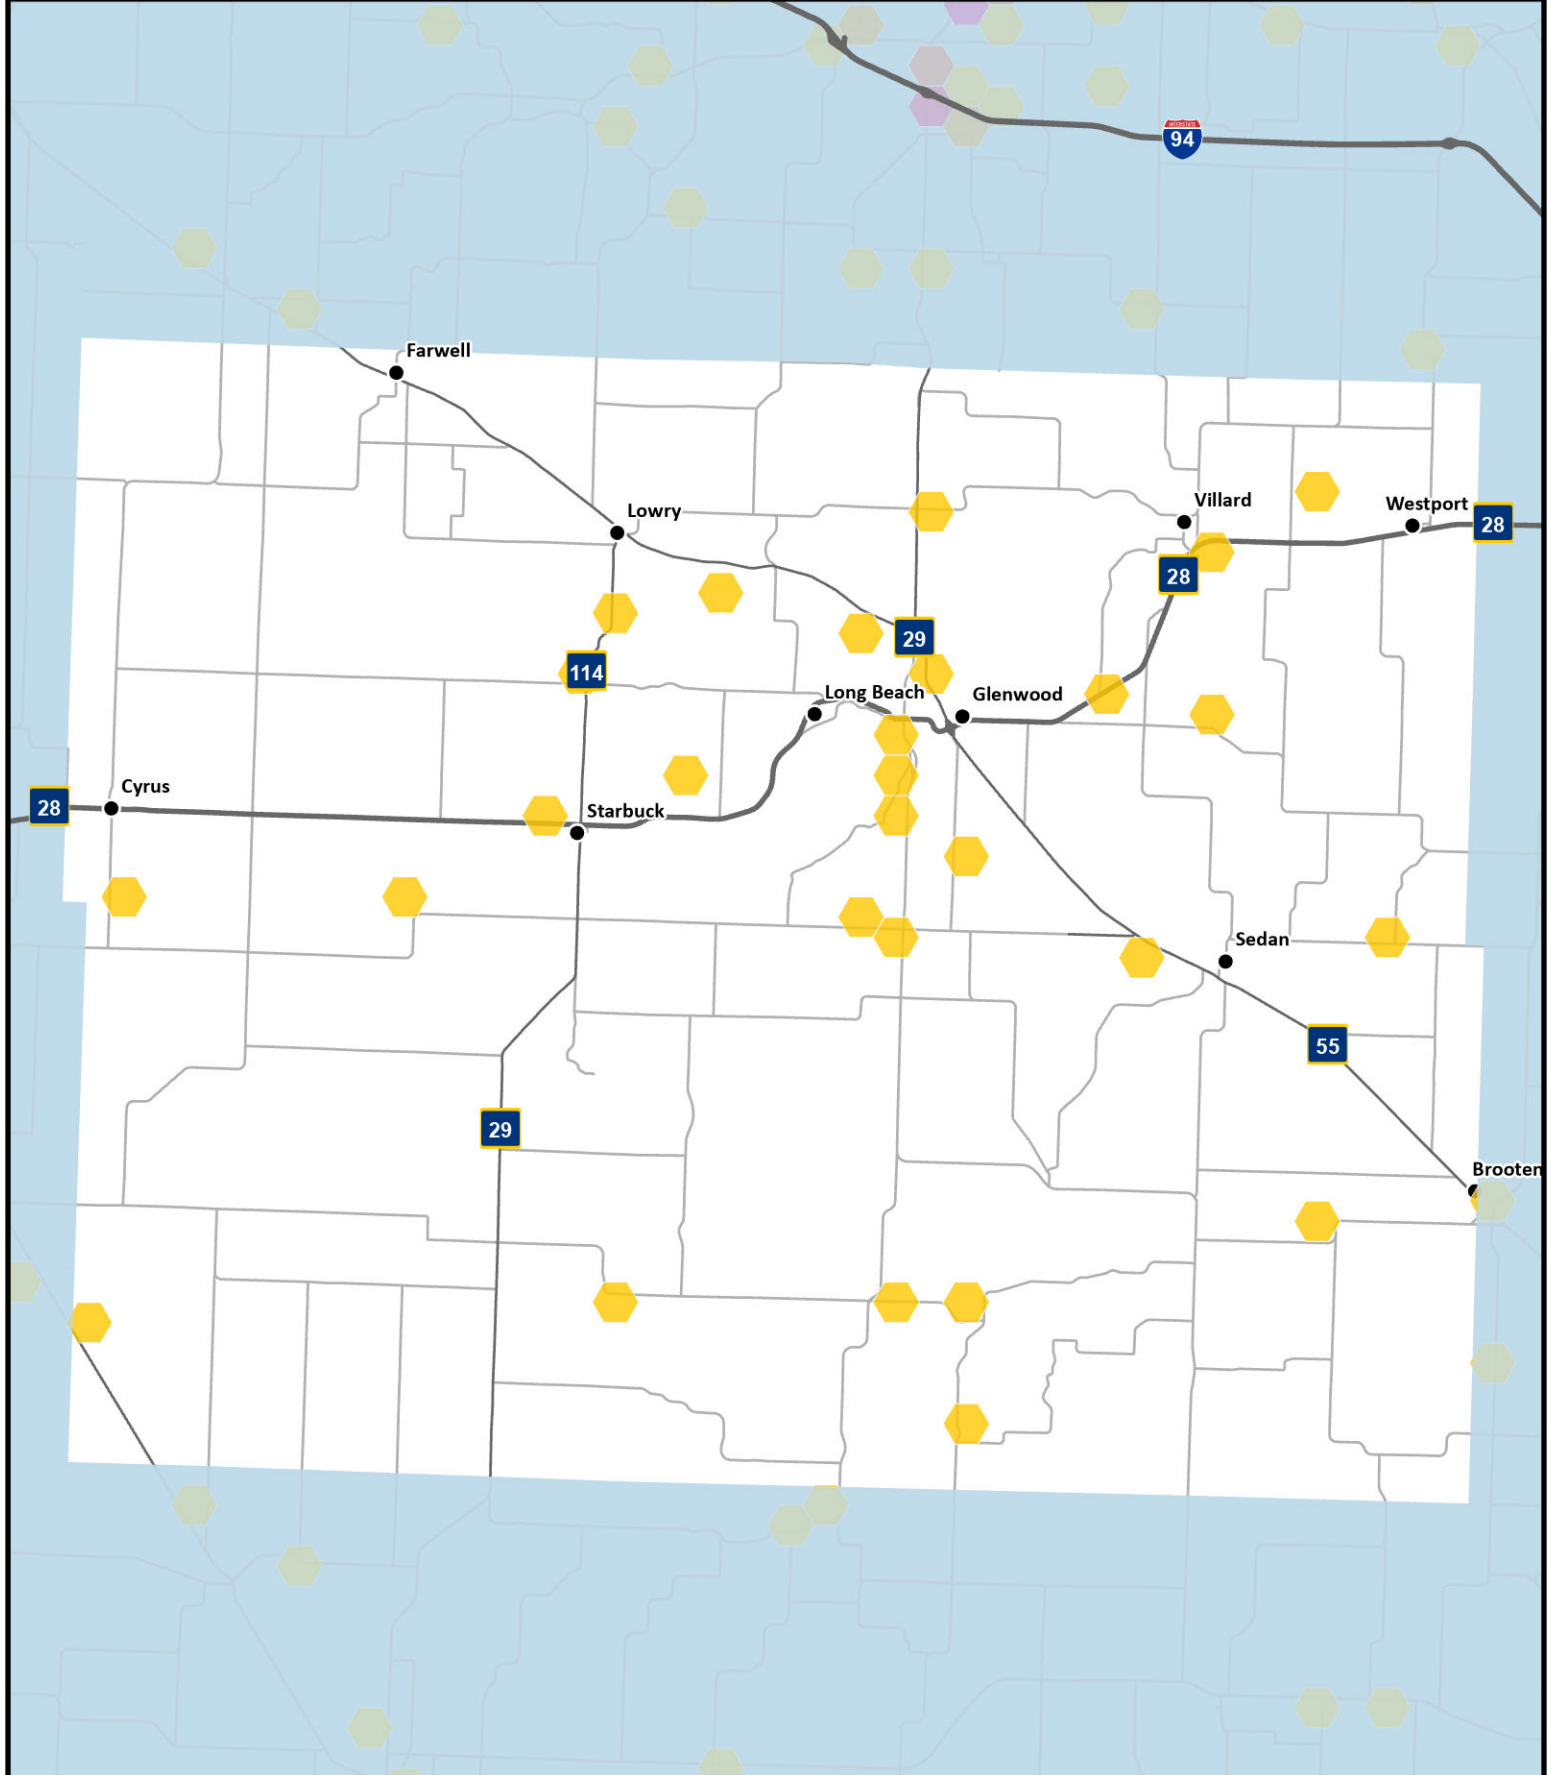 INTERSTATE
94
Farwell
Villard
Westport
28
Lowry
28
29
114
Long Beach
Glenwood
Cyrus
28
Starbuck
Sedan
55
29
Brooten